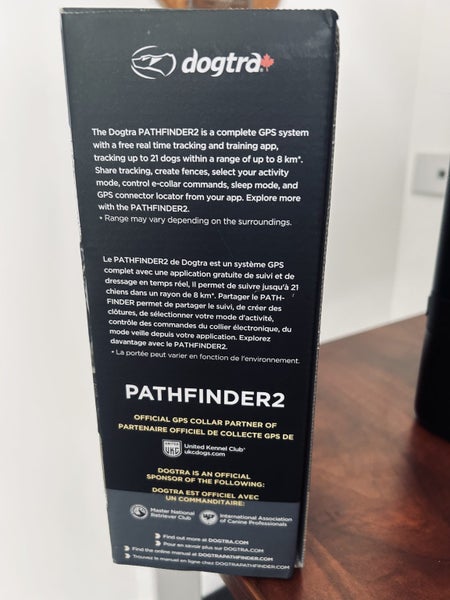 dogtra
The Dogtra PATHFINDER2 is a complete GPS system
with a free real time tracking and training app,
tracking up to 21 dogs within a range of up to 8 km*.
Share tracking, create fences, select your activity
mode, control e-collar commands, sleep mode, and
GPS connector locator from your app. Explore more
with the PATHFINDER2.
* Range may vary depending on the surroundings.
Le PATHFINDER2 de Dogtra est un système GPS
complet avec une application gratuite de suivi et de
dressage en temps réel, Il permet de suivre jusqu'à 21
chiens dans un rayon de 8 km*. Partager le PATH-
FINDER permet de partager le suivi, de créer des
clôtures, de sélectionner votre mode d'activité,
contrôle des commandes du collier électronique, du
mode veille depuis votre application. Explorez
davantage avec le PATHFINDER2.
* La portée peut varier en fonction de l'environnement.
PATHFINDER2
OFFICIAL GPS COLLAR PARTNER OF
PARTENAIRE OFFICIEL DE COLLECTE GPS DE
UKC
United Kennel Club®
ukcdogs.com
DOGTRA IS AN OFFICIAL
SPONSOR OF THE FOLLOWING:
DOGTRA EST OFFICIEL AVEC
UN COMMANDITAIRE:
Master National
Retriever Club
International Association
of Canine Professionals
Find out more at DOGTRA.COM
Pour en savoir plus sur DOGTRA.COM
Find the online manual at DOGTRAPATHFINDER.COM
Trouvez le manuel en ligne chez DOGTRAPATHFINDER.COM